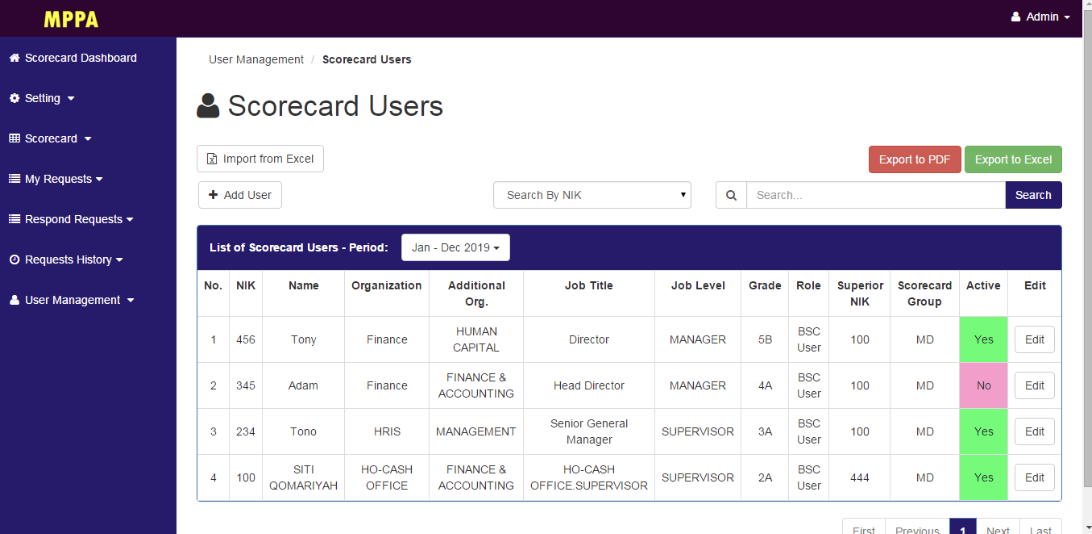 MPPA
Admin
Scorecard Dashboard
Setting
Scorecard
My Requests
Respond Requests
Requests History
User Management
User Management / Scorecard Users
Scorecard Users
Import from Excel
Export to PDF Export to Excel
Add User
Search By NIK
Search...
Search
List of Scorecard Users - Period: Jan - Dec 2019
No. NIK Name Organization Additional Org. Job Title Job Level Grade Role Superior NIK Scorecard Group Active Edit
1 456 Tony Finance HUMAN CAPITAL Director MANAGER 5B BSC User 100 MD Yes Edit
2 345 Adam Finance FINANCE & ACCOUNTING Head Director MANAGER 4A BSC User 100 MD No Edit
3 234 Tono HRIS MANAGEMENT Senior General Manager SUPERVISOR 3A BSC User 100 MD Yes Edit
4 100 SITI QOMARIYAH HO-CASH OFFICE FINANCE & ACCOUNTING HO-CASH OFFICE.SUPERVISOR SUPERVISOR 2A BSC User 444 MD Yes Edit
First Previous 1 Next Last